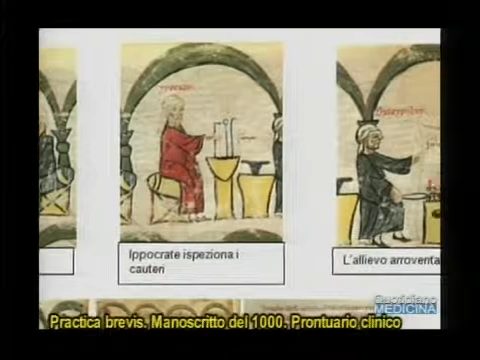 Ippocrate ispeziona i
cauteri
L'allievo arroventa
Quotidiano
MEDICINA
Practica brevis. Manoscritto del 1000. Prontuario clinico